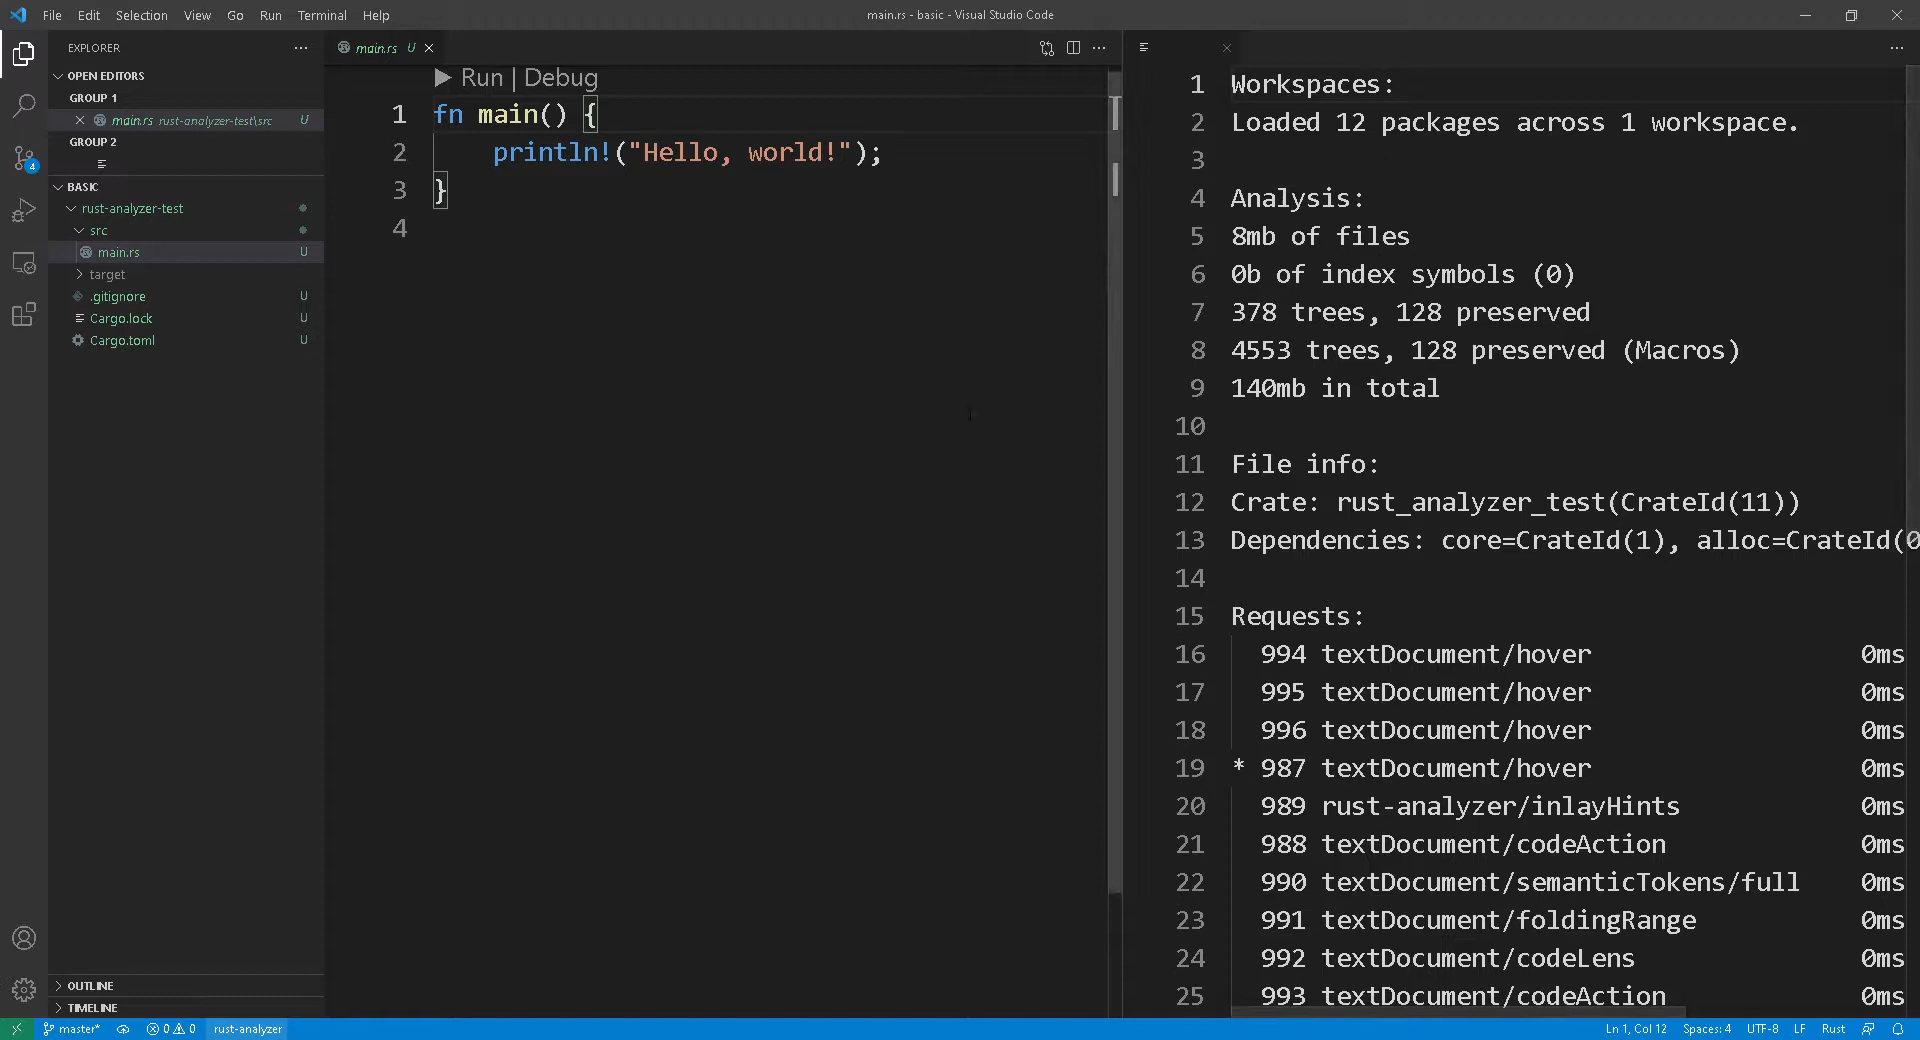 File Edit Selection View Go Run Terminal Help
main.rs - basic - Visual Studio Code
EXPLORER
OPEN EDITORS
GROUP 1
main.rs rust-analyzer-test\src U
GROUP 2
BASIC
rust-analyzer-test
src
main.rs U
target
.gitignore U
Cargo.lock U
Cargo.toml U
OUTLINE
TIMELINE
4
main.rs U
Run | Debug
1 fn main() {
2 println!("Hello, world!");
3 }
4
1 Workspaces:
2 Loaded 12 packages across 1 workspace.
3
4 Analysis:
5 8mb of files
6 0b of index symbols (0)
7 378 trees, 128 preserved
8 4553 trees, 128 preserved (Macros)
9 140mb in total
10
11 File info:
12 Crate: rust_analyzer_test(CrateId(11))
13 Dependencies: core=CrateId(1), alloc=CrateId(0
14
15 Requests:
16 994 textDocument/hover 0ms
17 995 textDocument/hover 0ms
18 996 textDocument/hover 0ms
19 * 987 textDocument/hover 0ms
20 989 rust-analyzer/inlayHints 0ms
21 988 textDocument/codeAction 0ms
22 990 textDocument/semanticTokens/full 0ms
23 991 textDocument/foldingRange 0ms
24 992 textDocument/codeLens 0ms
25 993 textDocument/codeAction 0ms
master* 0 0 rust-analyzer
Ln 1, Col 12 Spaces: 4 UTF-8 LF Rust